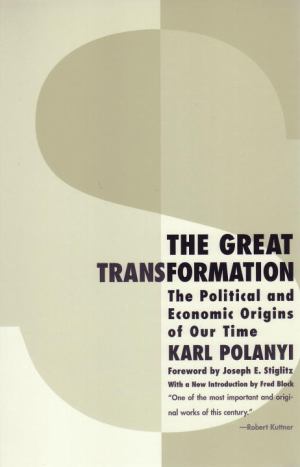 THE GREAT
TRANSFORMATION
The Political and
Economic Origins
of Our Time
KARL POLANYI
Foreword by Joseph E. Stiglitz
With a New Introduction by Fred Block
"One of the most important and origi-
nal works of this century."
—Robert Kuttner